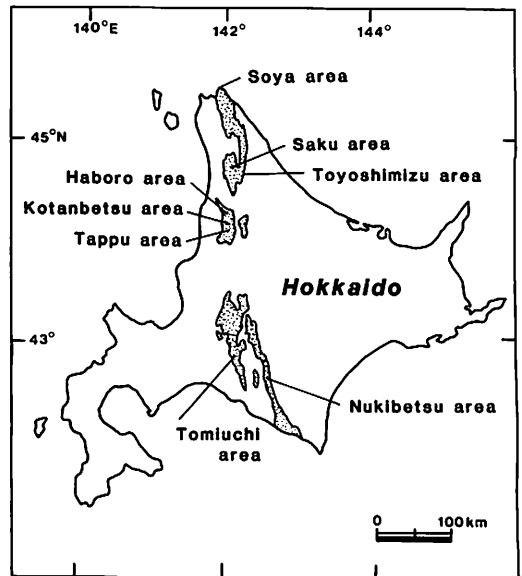 140°E
142°
144°
Soya area
45°N
Saku area
Toyoshimizu area
Haboro area
Kotanbetsu area
Tappu area
Hokkaido
43°
Nukibetsu area
Tomiuchi
area
0
100km